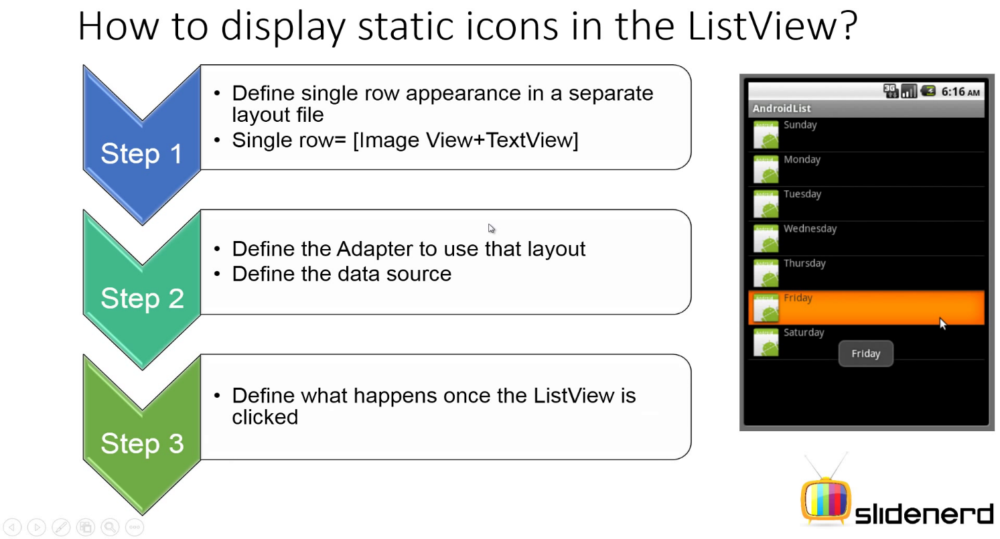 How to display static icons in the ListView?
Step 1
• Define single row appearance in a separate
layout file
• Single row= [Image View+TextView]
Step 2
• Define the Adapter to use that layout
• Define the data source
Step 3
• Define what happens once the ListView is
clicked
3G 6:16 AM
AndroidList
Sunday
Monday
Tuesday
Wednesday
Thursday
Friday
Saturday
Friday
slidenerd